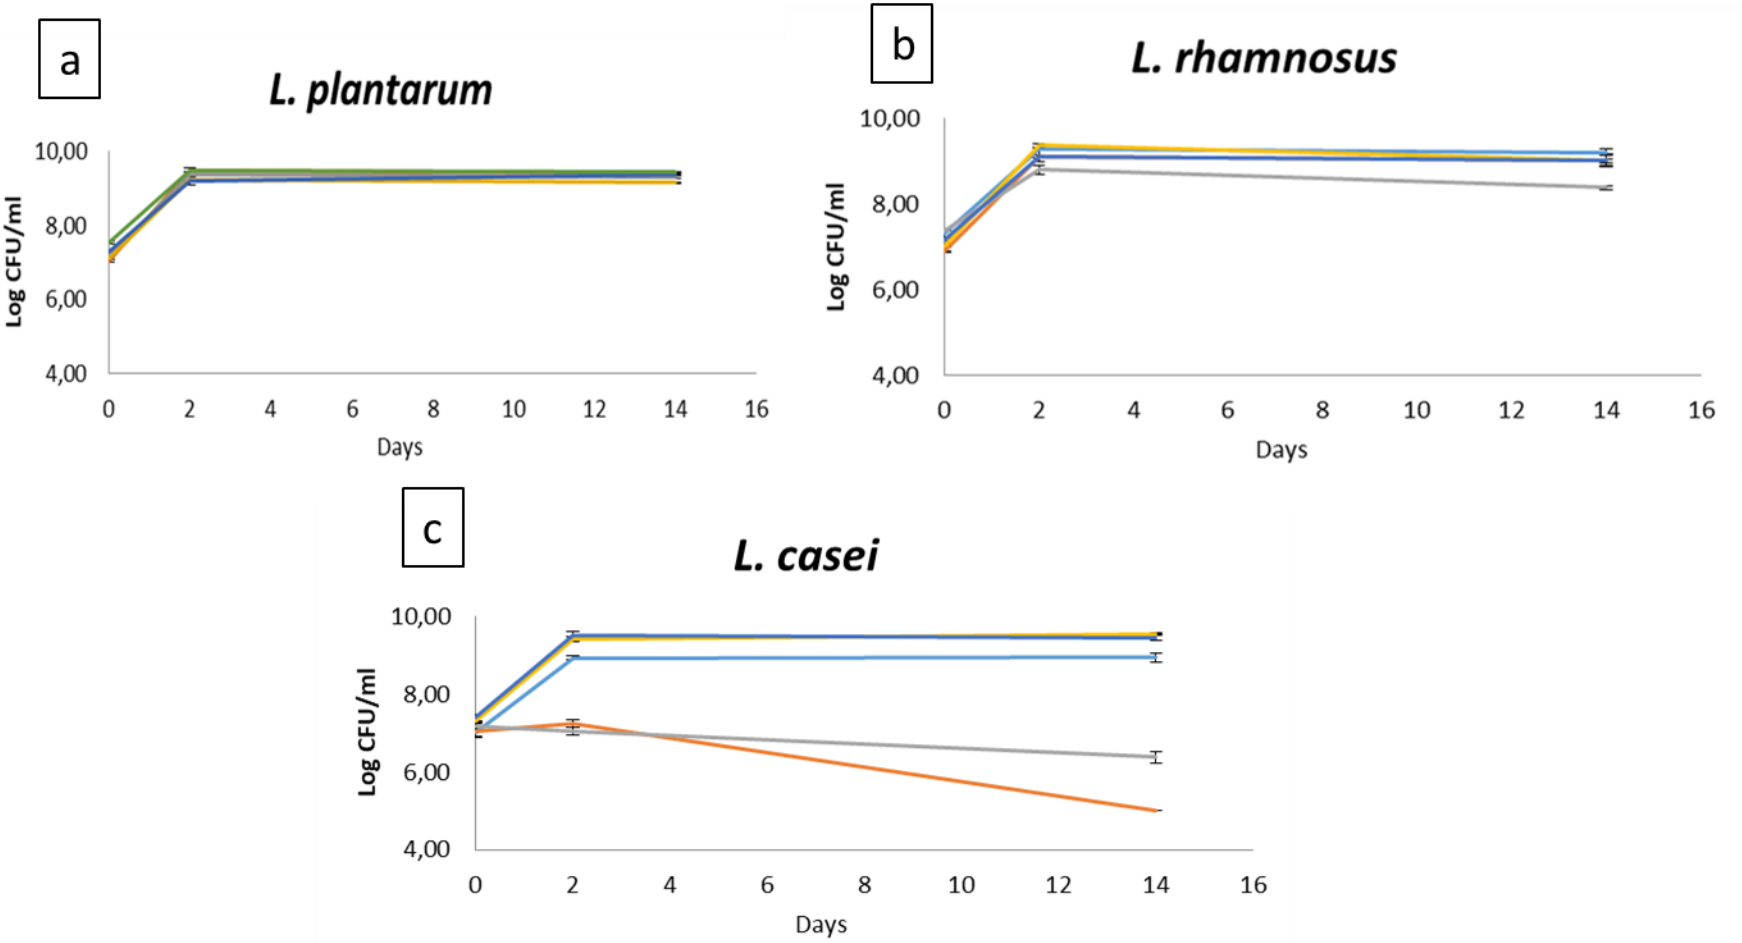 a
L. plantarum
10,00
8,00
6,00
4,00
Log CFU/ml
0 2 4 6 8 10 12 14 16
Days
b
L. rhamnosus
10,00
8,00
6,00
4,00
Log CFU/ml
0 2 4 6 8 10 12 14 16
Days
c
L. casei
10,00
8,00
6,00
4,00
Log CFU/ml
0 2 4 6 8 10 12 14 16
Days